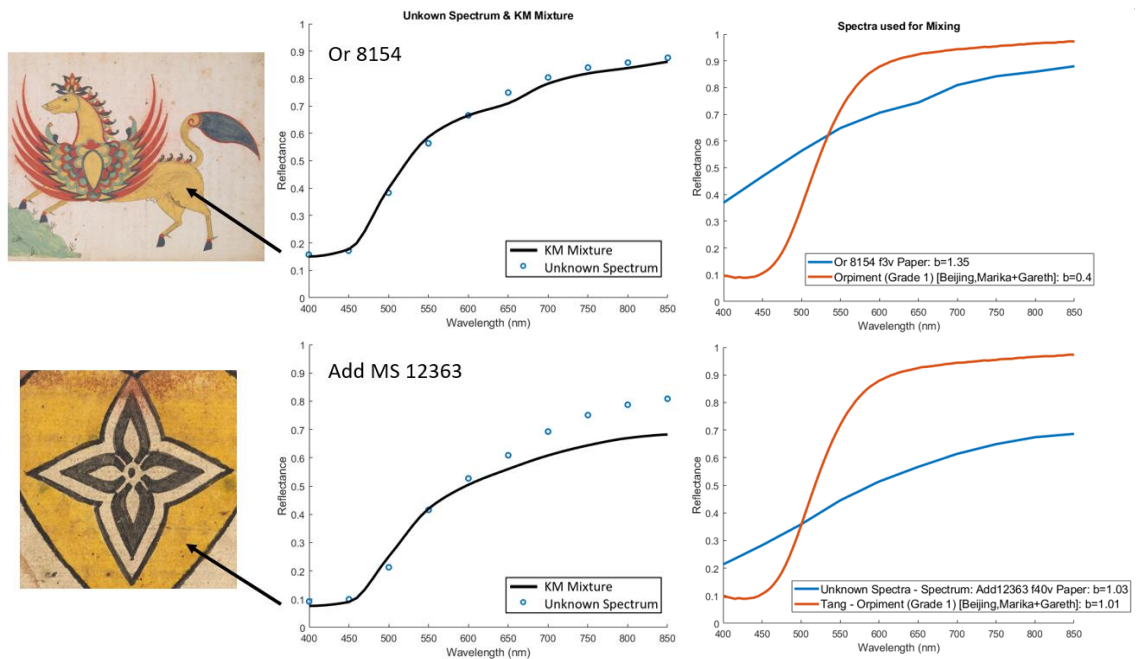 Unkown Spectrum & KM Mixture
Or 8154
1
0.9
0.8
0.7
0.6
0.5
0.4
0.3
0.2
0.1
0
Reflectance
KM Mixture
Unknown Spectrum
400 450 500 550 600 650 700 750 800 850
Wavelength (nm)
Spectra used for Mixing
1
0.9
0.8
0.7
0.6
0.5
0.4
0.3
0.2
0.1
0
Reflectance
Or 8154 f3v Paper: b=1.35
Orpiment (Grade 1) [Beijing,Marika+Gareth]: b=0.4
400 450 500 550 600 650 700 750 800 850
Wavelength (nm)
Add MS 12363
1
0.9
0.8
0.7
0.6
0.5
0.4
0.3
0.2
0.1
0
Reflectance
KM Mixture
Unknown Spectrum
400 450 500 550 600 650 700 750 800 850
Wavelength (nm)
1
0.9
0.8
0.7
0.6
0.5
0.4
0.3
0.2
0.1
0
Reflectance
Unknown Spectra - Spectrum: Add12363 f40v Paper: b=1.03
Tang - Orpiment (Grade 1) [Beijing,Marika+Gareth]: b=1.01
400 450 500 550 600 650 700 750 800 850
Wavelength (nm)